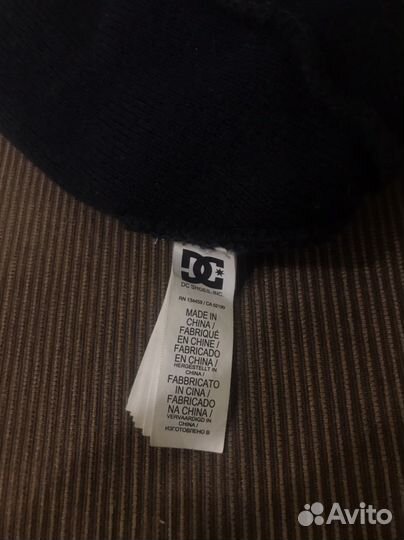 DC
DC SHOES, INC.
RN 134459 / CA 52100
MADE IN
CHINA /
FABRIQUÉ
EN CHINE /
FABRICADO
EN CHINA /
HERGESTELLT IN
CHINA /
FABBRICATO
IN CINA /
FABRICADO
NA CHINA /
VERVAARDIGD IN
CHINA /
ИЗГОТОВЛЕНО В
Avito